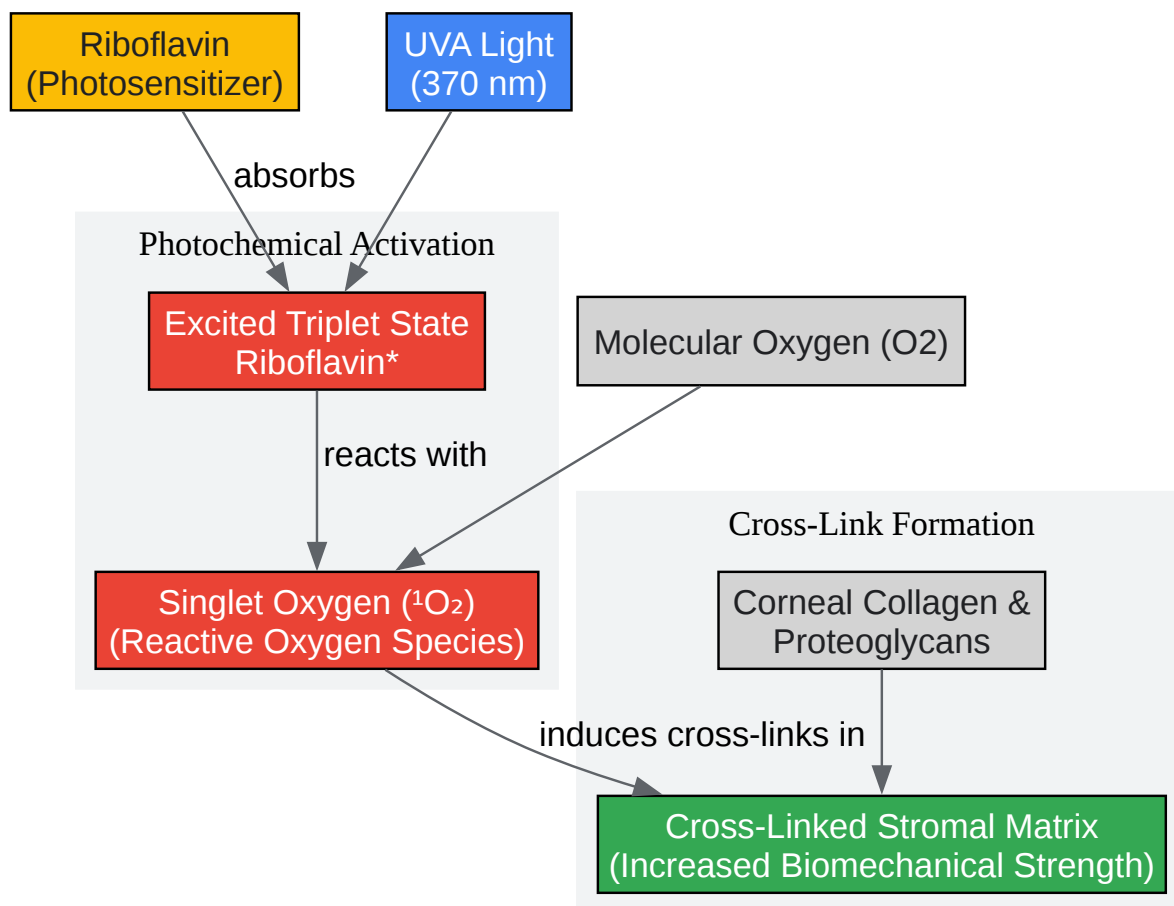 Riboflavin
(Photosensitizer)
UVA Light
(370 nm)
absorbs
Photochemical Activation
Excited Triplet State
Riboflavin*
Molecular Oxygen (O2)
reacts with
Cross-Link Formation
Singlet Oxygen (¹O₂)
(Reactive Oxygen Species)
Corneal Collagen &
Proteoglycans
induces cross-links in
Cross-Linked Stromal Matrix
(Increased Biomechanical Strength)